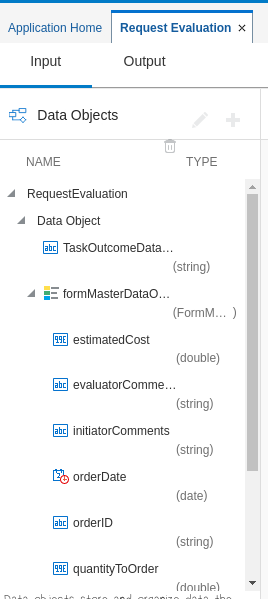 Application Home Request Evaluation ×
Input Output
Data Objects
NAME TYPE
RequestEvaluation
Data Object
TaskOutcomeData...
(string)
formMasterDataO...
(FormM... )
estimatedCost
(double)
evaluatorComme...
(string)
initiatorComments
(string)
orderDate
(date)
orderID
(string)
quantityToOrder
(double)
Data objects store and organize data the